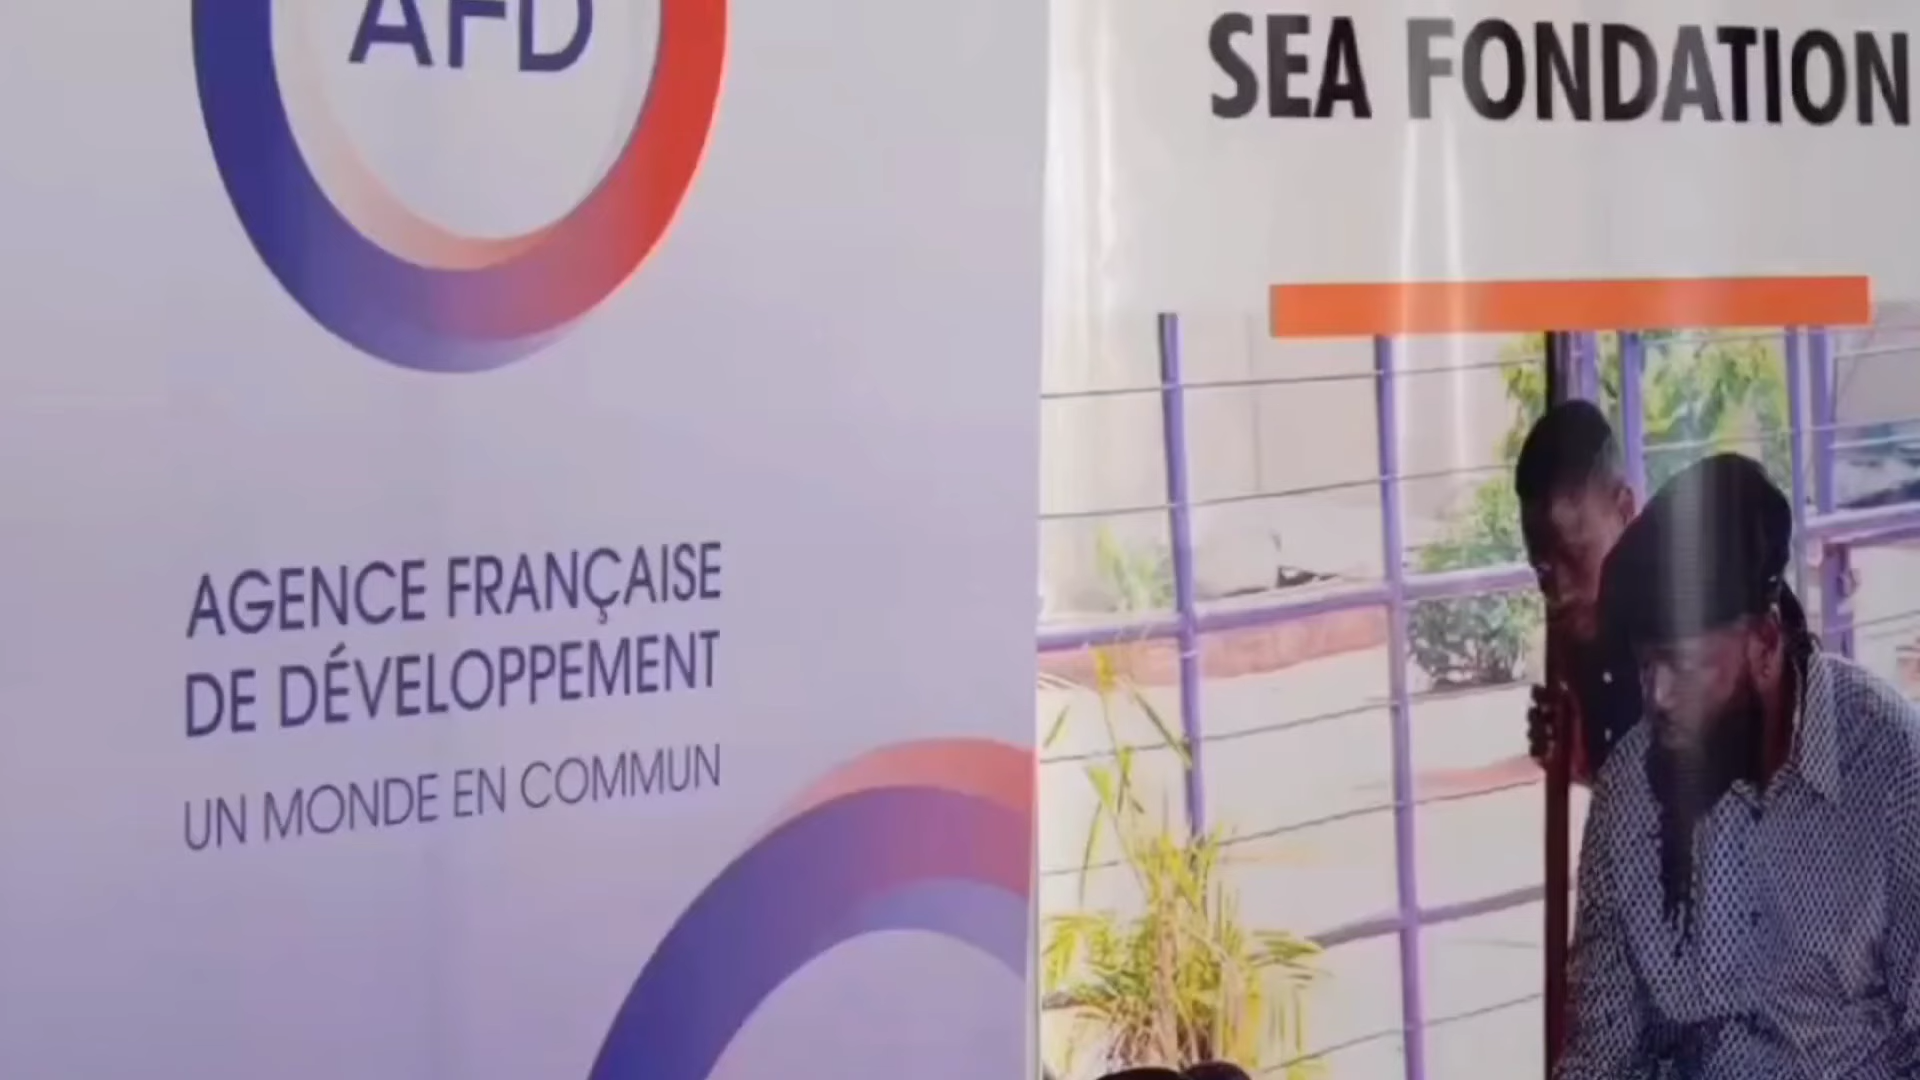 AFD
AGENCE FRANÇAISE
DE DÉVELOPPEMENT
UN MONDE EN COMMUN
SEA FONDATION